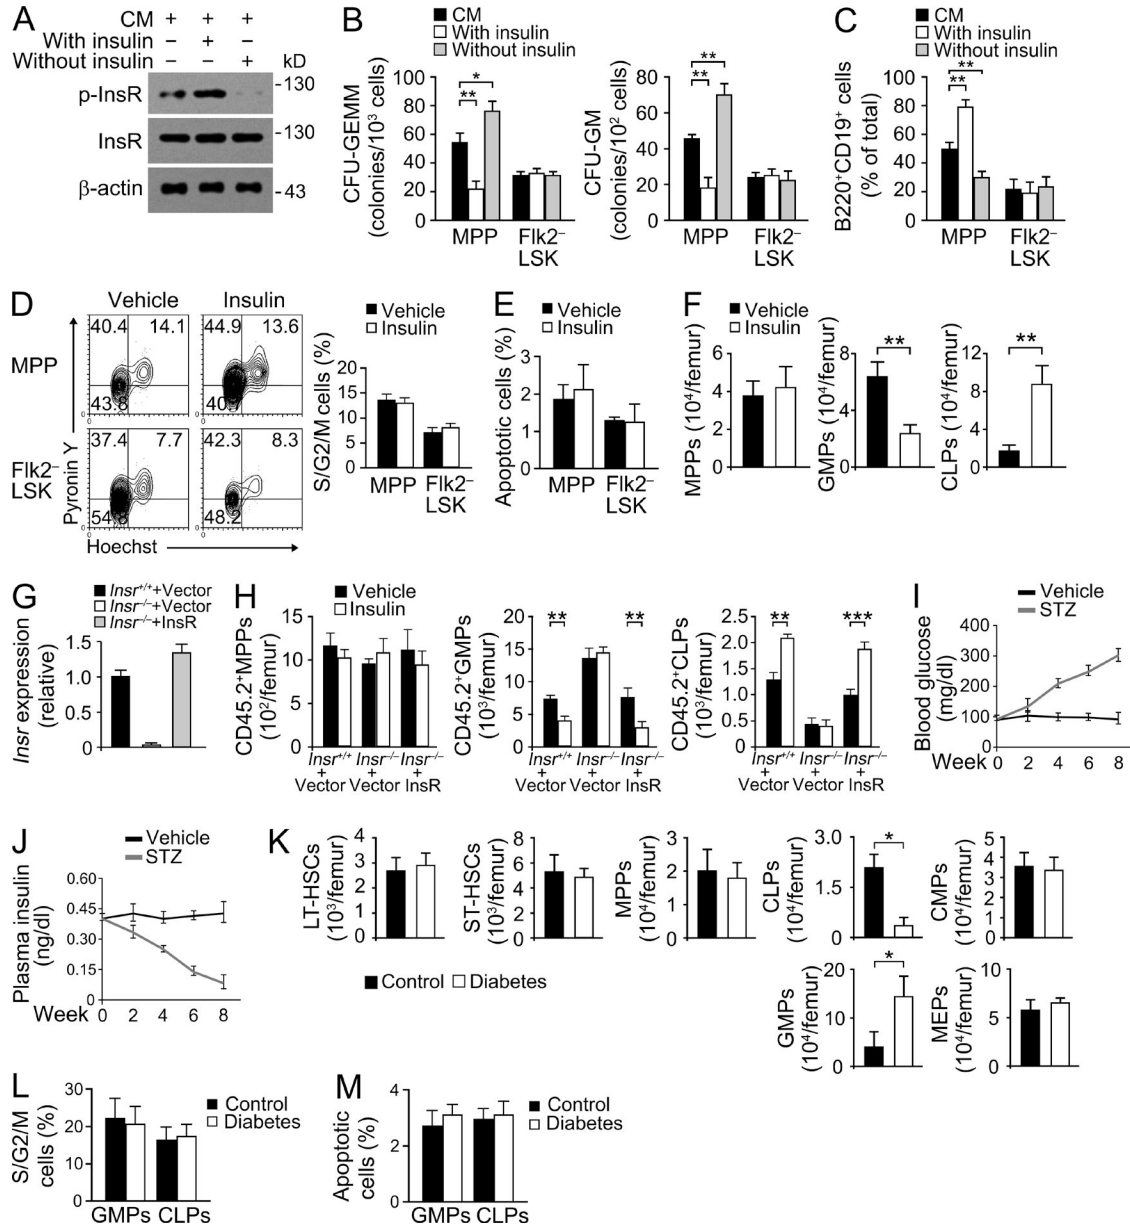 A
CM + + +
With insulin – + –
Without insulin – – +
kD
p-InsR
-130
InsR
-130
β-actin
-43
B
CM
With insulin
Without insulin
CFU-GEMM
(colonies/10³ cells)
100
80
60
40
20
0
*
**
MPP
Flk2⁻
LSK
CFU-GM
(colonies/10² cells)
80
60
40
20
0
**
**
MPP
Flk2⁻
LSK
C
CM
With insulin
Without insulin
B220⁺CD19⁺ cells
(% of total)
100
80
60
40
20
0
**
**
MPP
Flk2⁻
LSK
D
Vehicle
Insulin
MPP
40.4 14.1
43.8
44.9 13.6
Flk2⁻
LSK
37.4 7.7
54.8
42.3 8.3
48.2
Pyronin Y
Hoechst
Vehicle
Insulin
S/G2/M cells (%)
20
15
10
5
0
MPP
Flk2⁻
LSK
E
Vehicle
Insulin
Apoptotic cells (%)
3
2
1
0
MPP
Flk2⁻
LSK
F
Vehicle
Insulin
MPPs (10⁴/femur)
6
4
2
0
GMPs (10⁴/femur)
9
6
3
0
**
CLPs (10⁴/femur)
12
8
4
0
**
G
Insr⁺/⁺+Vector
Insr⁻/⁻+Vector
Insr⁻/⁻+InsR
Insr expression
(relative)
1.5
1.0
0.5
0
H
Vehicle
Insulin
CD45.2⁺MPPs
(10²/femur)
15
10
5
0
Insr⁺/⁺ Insr⁻/⁻ Insr⁻/⁻
+ + +
Vector Vector InsR
CD45.2⁺GMPs
(10³/femur)
20
15
10
5
0
** **
Insr⁺/⁺ Insr⁻/⁻ Insr⁻/⁻
+ + +
Vector Vector InsR
CD45.2⁺CLPs
(10³/femur)
2.5
2.0
1.5
1.0
0.5
0
** ***
Insr⁺/⁺ Insr⁻/⁻ Insr⁻/⁻
+ + +
Vector Vector InsR
I
Vehicle
STZ
Blood glucose
(mg/dl)
400
300
200
100
0
Week 0 2 4 6 8
J
Vehicle
STZ
Plasma insulin
(ng/dl)
0.60
0.45
0.30
0.15
0
Week 0 2 4 6 8
K
LT-HSCs
(10³/femur)
4
3
2
1
0
ST-HSCs
(10³/femur)
8
6
4
2
0
MPPs
(10⁴/femur)
3
2
1
0
CLPs
(10⁴/femur)
3.0
1.5
0
*
CMPs
(10⁴/femur)
5
4
3
2
1
0
Control
Diabetes
GMPs
(10⁴/femur)
20
10
0
*
MEPs
(10⁴/femur)
10
5
0
L
S/G2/M
cells (%)
30
20
10
0
GMPs CLPs
Control
Diabetes
M
Apoptotic
cells (%)
4
2
0
GMPs CLPs
Control
Diabetes